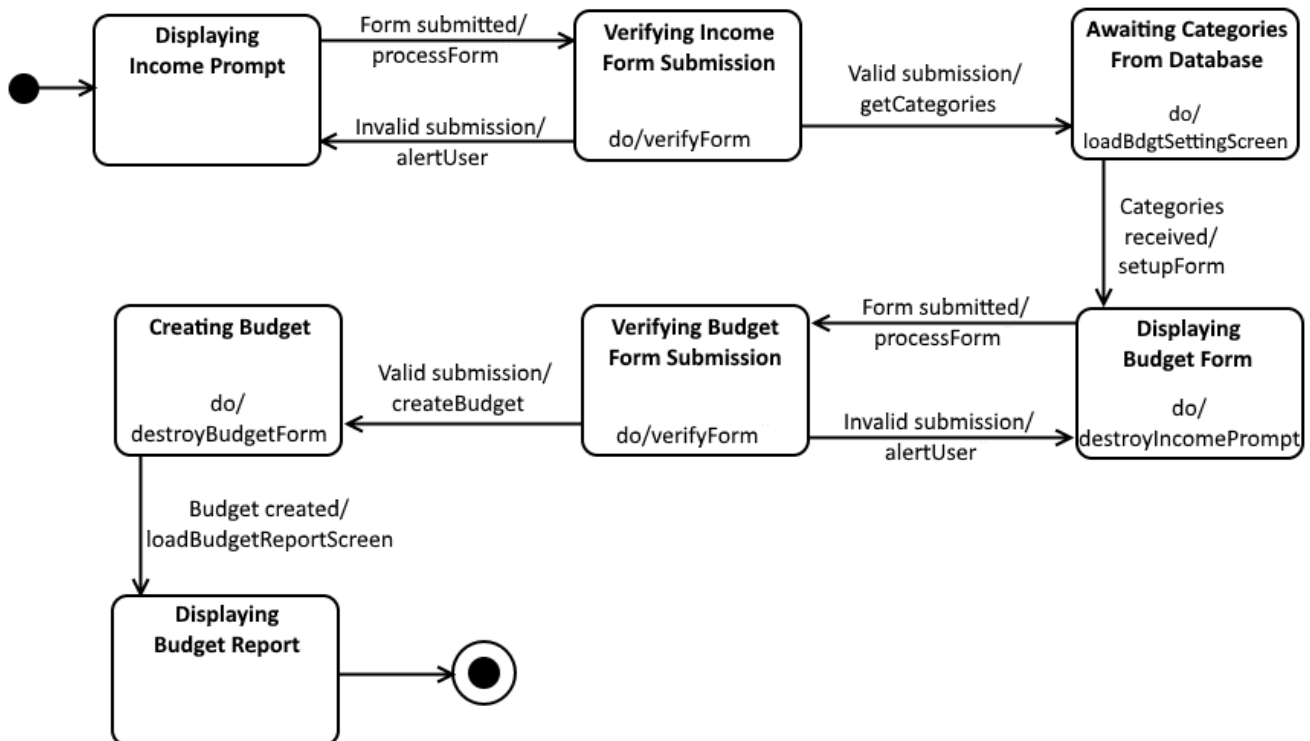 Displaying
Income Prompt
Form submitted/
processForm
Invalid submission/
alertUser
Verifying Income
Form Submission
do/verifyForm
Valid submission/
getCategories
Awaiting Categories
From Database
do/
loadBdgtSettingScreen
Categories
received/
setupForm
Displaying
Budget Form
do/
destroyIncomePrompt
Form submitted/
processForm
Invalid submission/
alertUser
Verifying Budget
Form Submission
do/verifyForm
Valid submission/
createBudget
Creating Budget
do/
destroyBudgetForm
Budget created/
loadBudgetReportScreen
Displaying
Budget Report